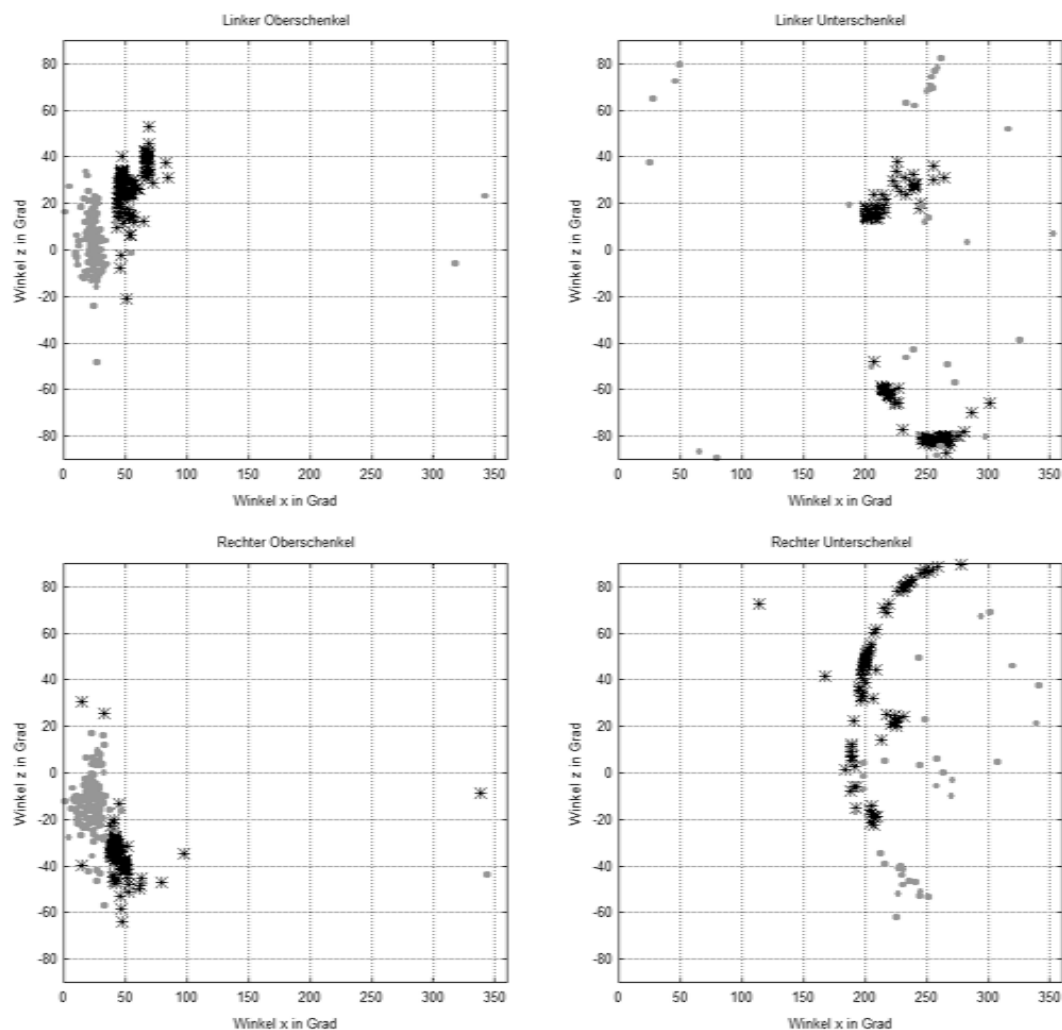 Linker Oberschenkel
80
60
40
20
0
-20
-40
-60
-80
Winkel z in Grad
0 50 100 150 200 250 300 350
Winkel x in Grad
Linker Unterschenkel
80
60
40
20
0
-20
-40
-60
-80
Winkel z in Grad
0 50 100 150 200 250 300 350
Winkel x in Grad
Rechter Oberschenkel
80
60
40
20
0
-20
-40
-60
-80
Winkel z in Grad
0 50 100 150 200 250 300 350
Winkel x in Grad
Rechter Unterschenkel
80
60
40
20
0
-20
-40
-60
-80
Winkel z in Grad
0 50 100 150 200 250 300 350
Winkel x in Grad